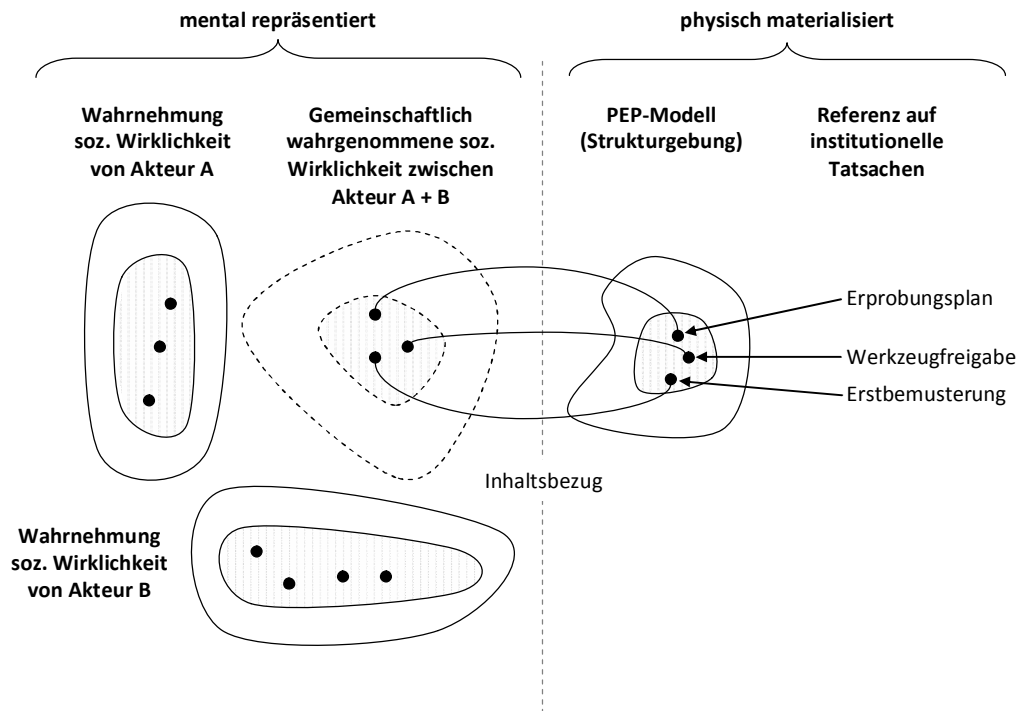 mental repräsentiert
physisch materialisiert
Wahrnehmung
soz. Wirklichkeit
von Akteur A
Gemeinschaftlich
wahrgenommene soz.
Wirklichkeit zwischen
Akteur A + B
PEP-Modell
(Strukturgebung)
Referenz auf
institutionelle
Tatsachen
Erprobungsplan
Werkzeugfreigabe
Erstbemusterung
Inhaltsbezug
Wahrnehmung
soz. Wirklichkeit
von Akteur B